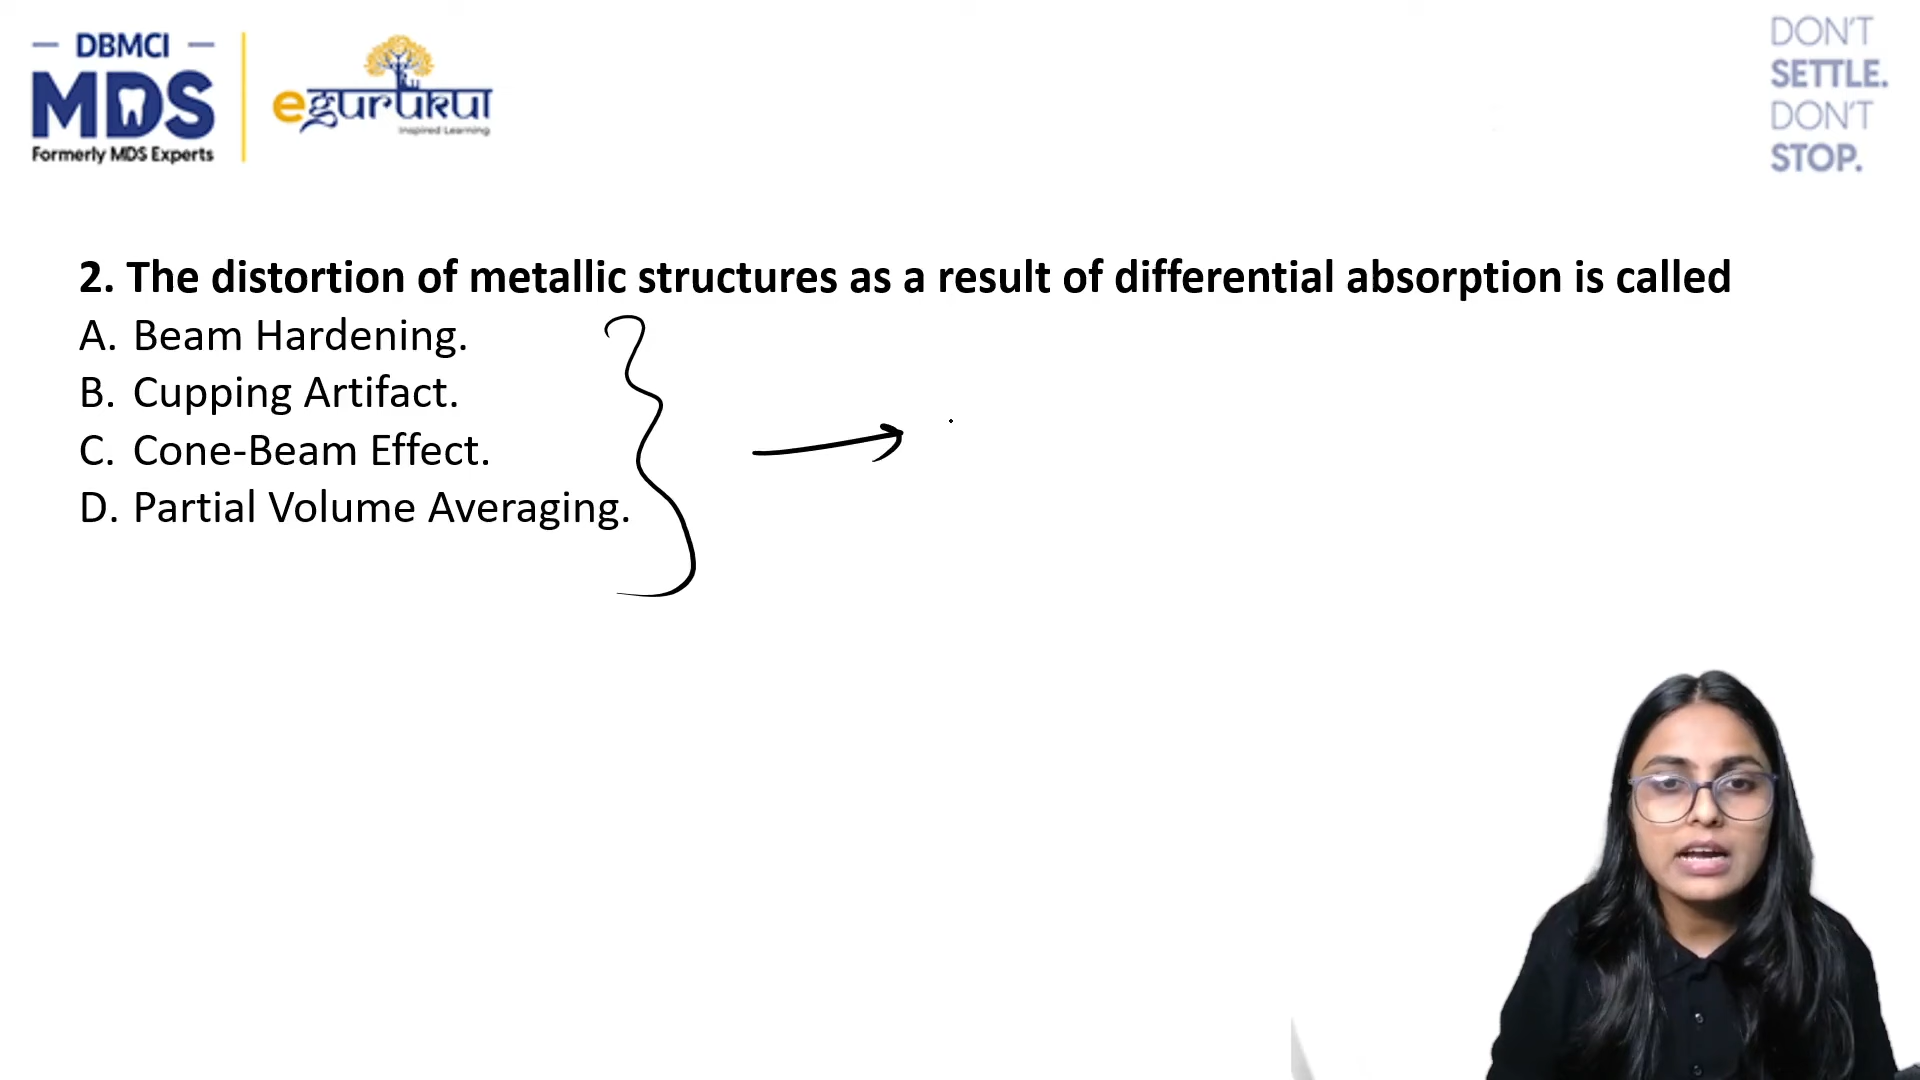 DBMCI
MDS
Formerly MDS Experts
egurukul
Inspired Learning
DON'T
SETTLE.
DON'T
STOP.
2. The distortion of metallic structures as a result of differential absorption is called
A. Beam Hardening.
B. Cupping Artifact.
C. Cone-Beam Effect.
D. Partial Volume Averaging.